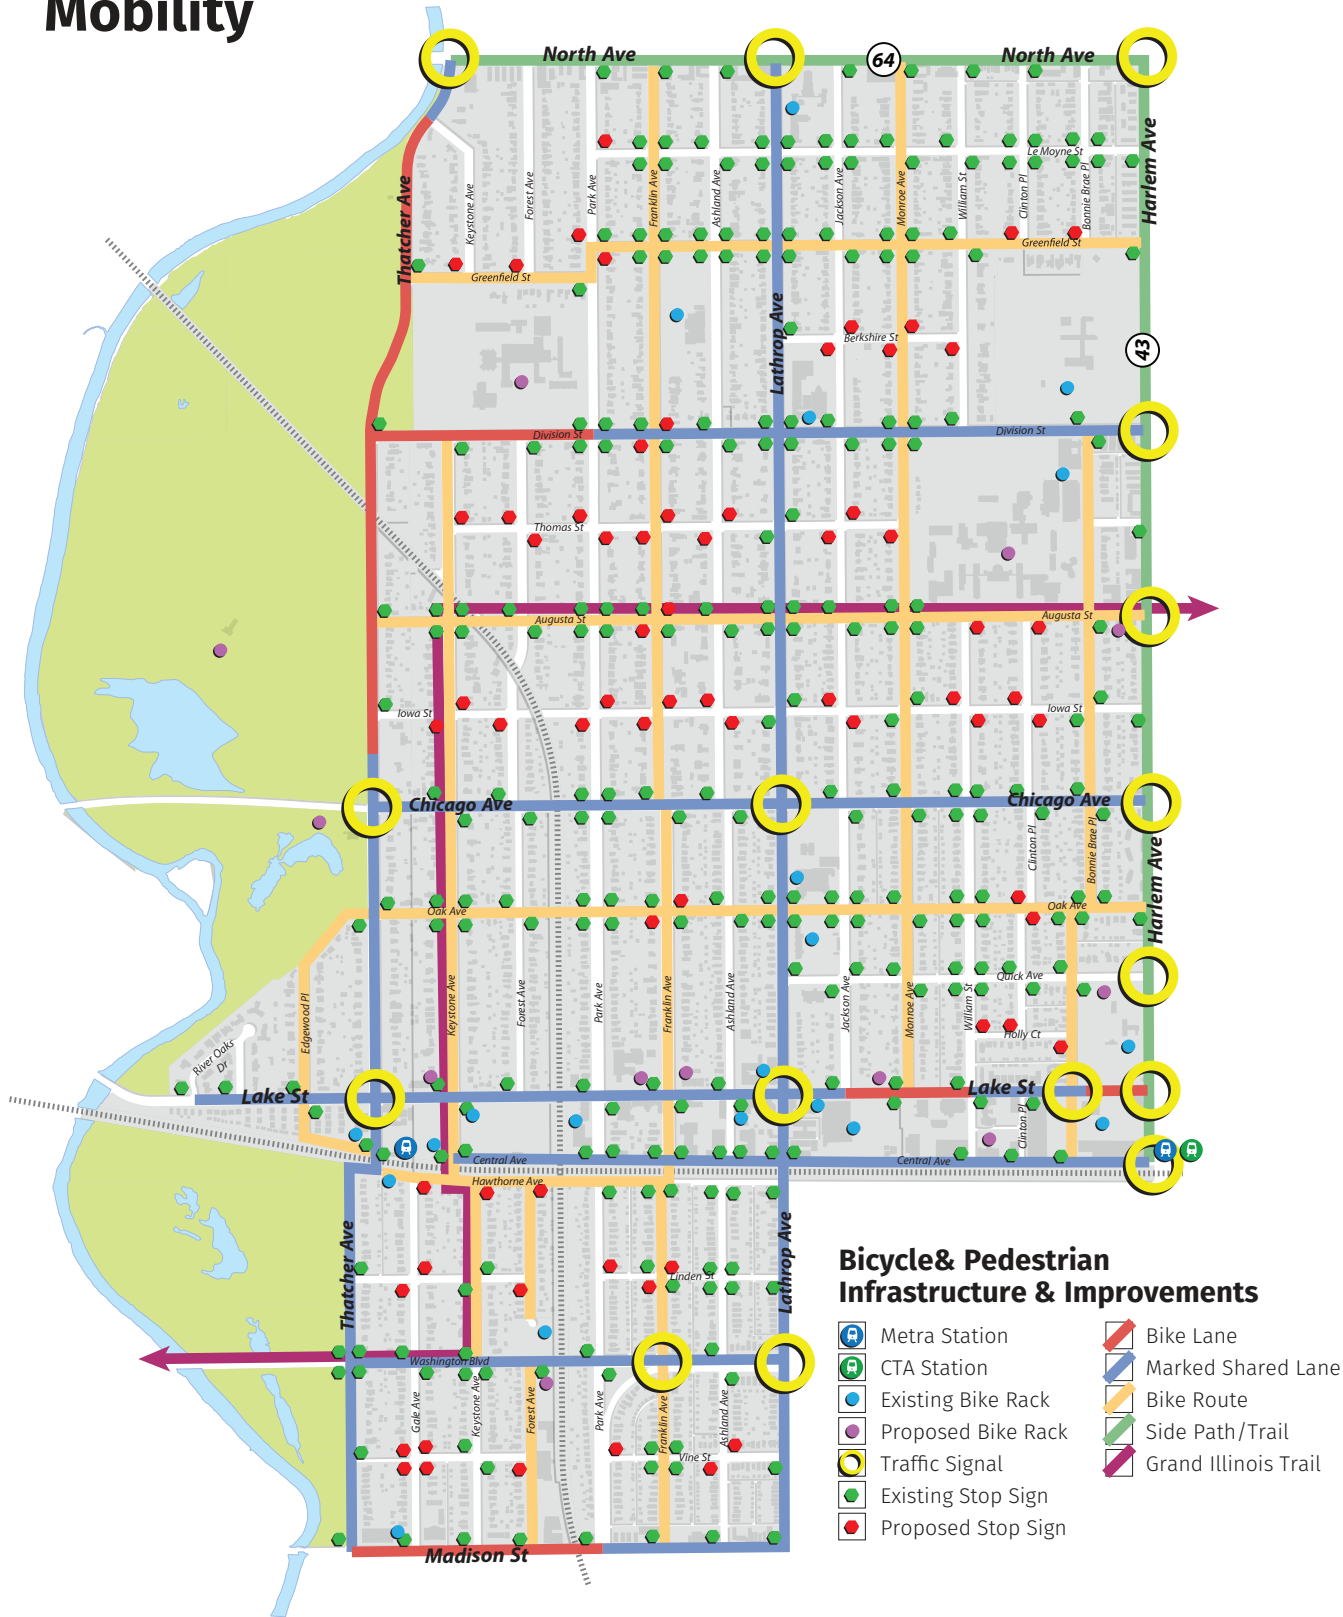 Mobility
North Ave
64
North Ave
Le Moyne St
Harlem Ave
Thatcher Ave
Keystone Ave
Forest Ave
Park Ave
Franklin Ave
Ashland Ave
Jackson Ave
Monroe Ave
William St
Clinton Pl
Bonnie Brae Pl
Greenfield St
Greenfield St
Lathrop Ave
Berkshire St
43
Division St
Division St
Thomas St
Augusta St
Augusta St
Iowa St
Iowa St
Chicago Ave
Chicago Ave
Clinton Pl
Bonnie Brae Pl
Harlem Ave
Oak Ave
Oak Ave
Edgewood Pl
Keystone Ave
Forest Ave
Park Ave
Franklin Ave
Ashland Ave
Jackson Ave
Monroe Ave
William St
Quick Ave
Holly Ct
River Oaks
Dr
Lake St
Lake St
Clinton Pl
Central Ave
Central Ave
Hawthorne Ave
Thatcher Ave
Lathrop Ave
Linden St
Washington Blvd
Gale Ave
Keystone Ave
Forest Ave
Park Ave
Franklin Ave
Ashland Ave
Vine St
Madison St
Bicycle& Pedestrian
Infrastructure & Improvements
Metra Station
CTA Station
Existing Bike Rack
Proposed Bike Rack
Traffic Signal
Existing Stop Sign
Proposed Stop Sign
Bike Lane
Marked Shared Lane
Bike Route
Side Path/Trail
Grand Illinois Trail